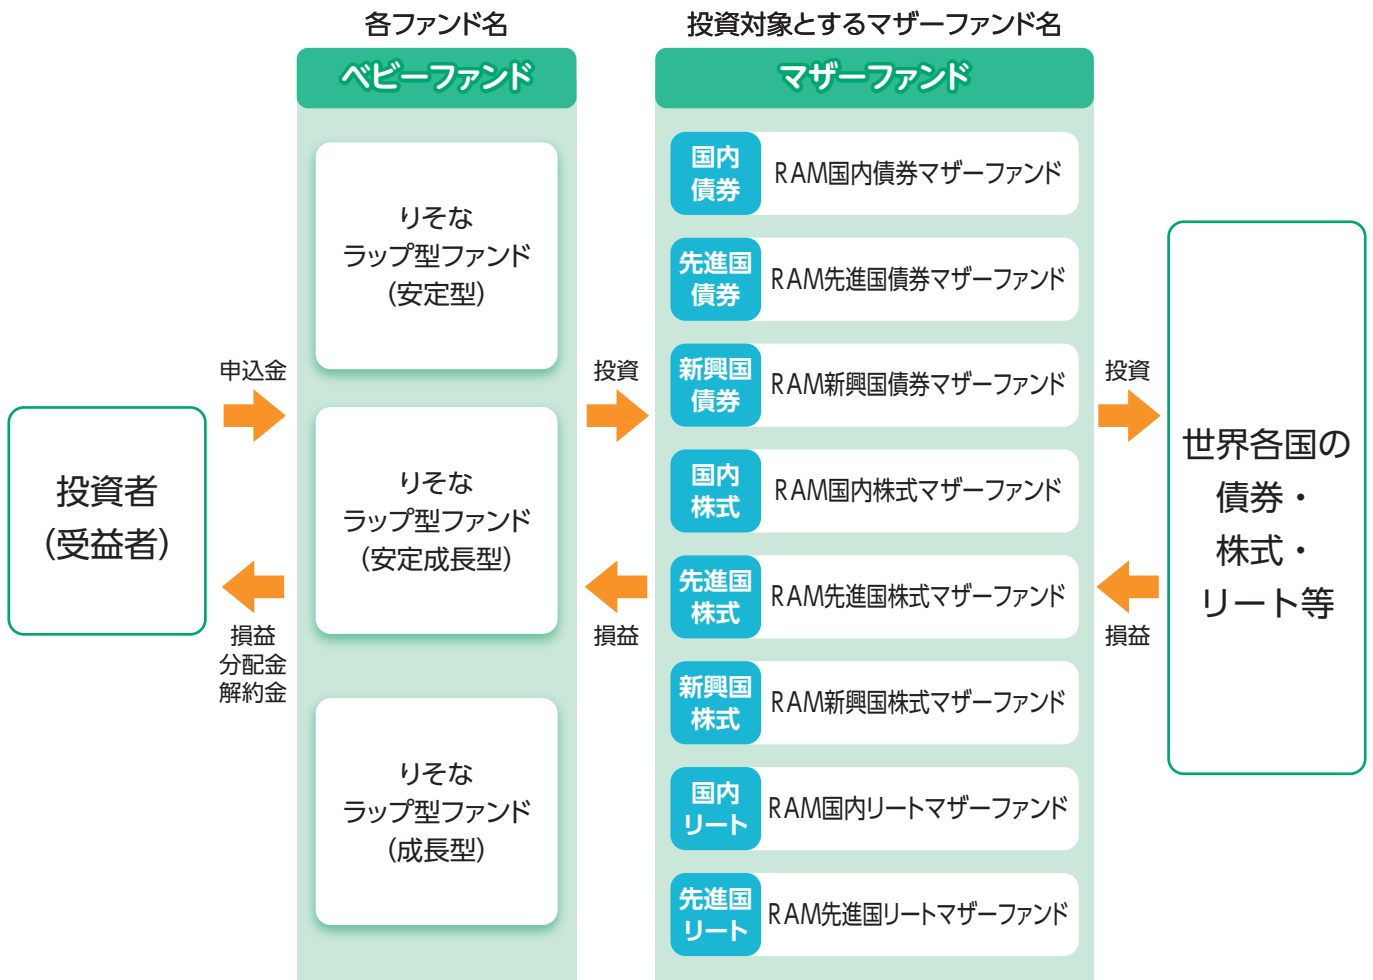 各ファンド名
投資対象とするマザーファンド名
ベビーファンド
マザーファンド
投資者
(受益者)
申込金
損益
分配金
解約金
りそな
ラップ型ファンド
(安定型)
りそな
ラップ型ファンド
(安定成長型)
りそな
ラップ型ファンド
(成長型)
投資
損益
国内
債券
RAM国内債券マザーファンド
先進国
債券
RAM先進国債券マザーファンド
新興国
債券
RAM新興国債券マザーファンド
国内
株式
RAM国内株式マザーファンド
先進国
株式
RAM先進国株式マザーファンド
新興国
株式
RAM新興国株式マザーファンド
国内
リート
RAM国内リートマザーファンド
先進国
リート
RAM先進国リートマザーファンド
投資
損益
世界各国の
債券・
株式・
リート等